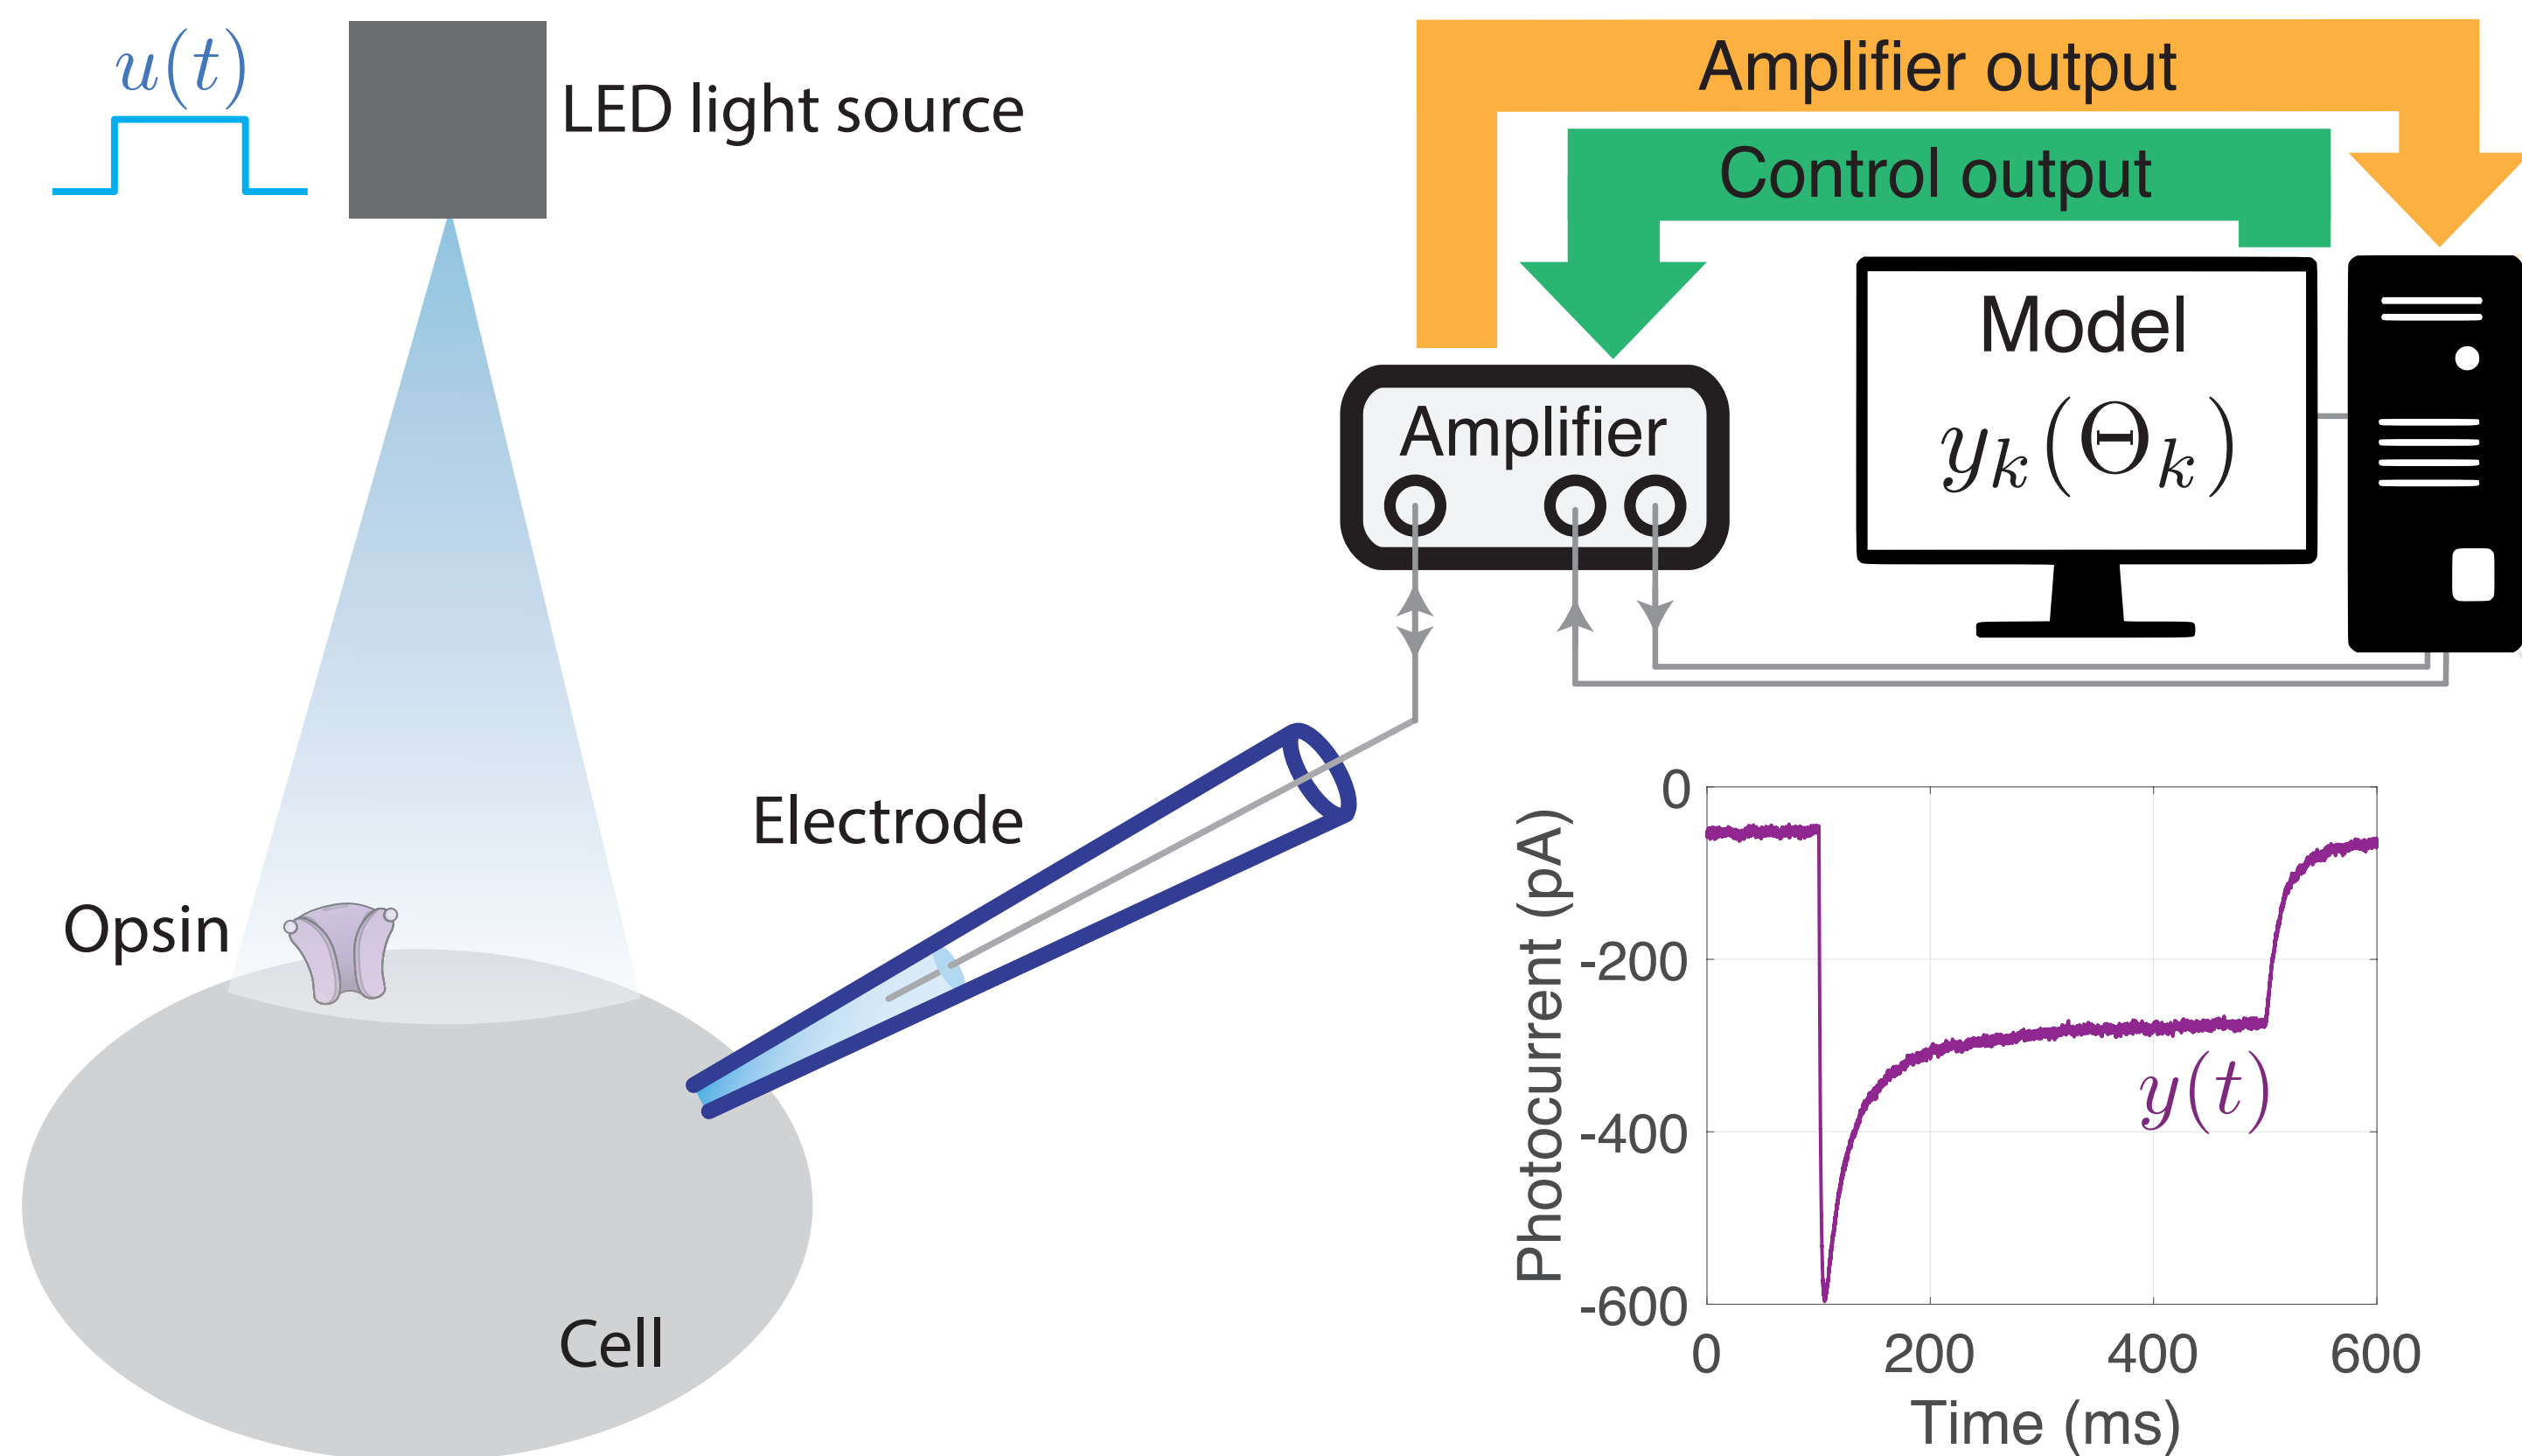 u(t)
LED light source
Amplifier output
Control output
Model
y_k(Θ_k)
Amplifier
Electrode
Opsin
Cell
Photocurrent (pA)
0
-200
-400
-600
y(t)
0 200 400 600
Time (ms)